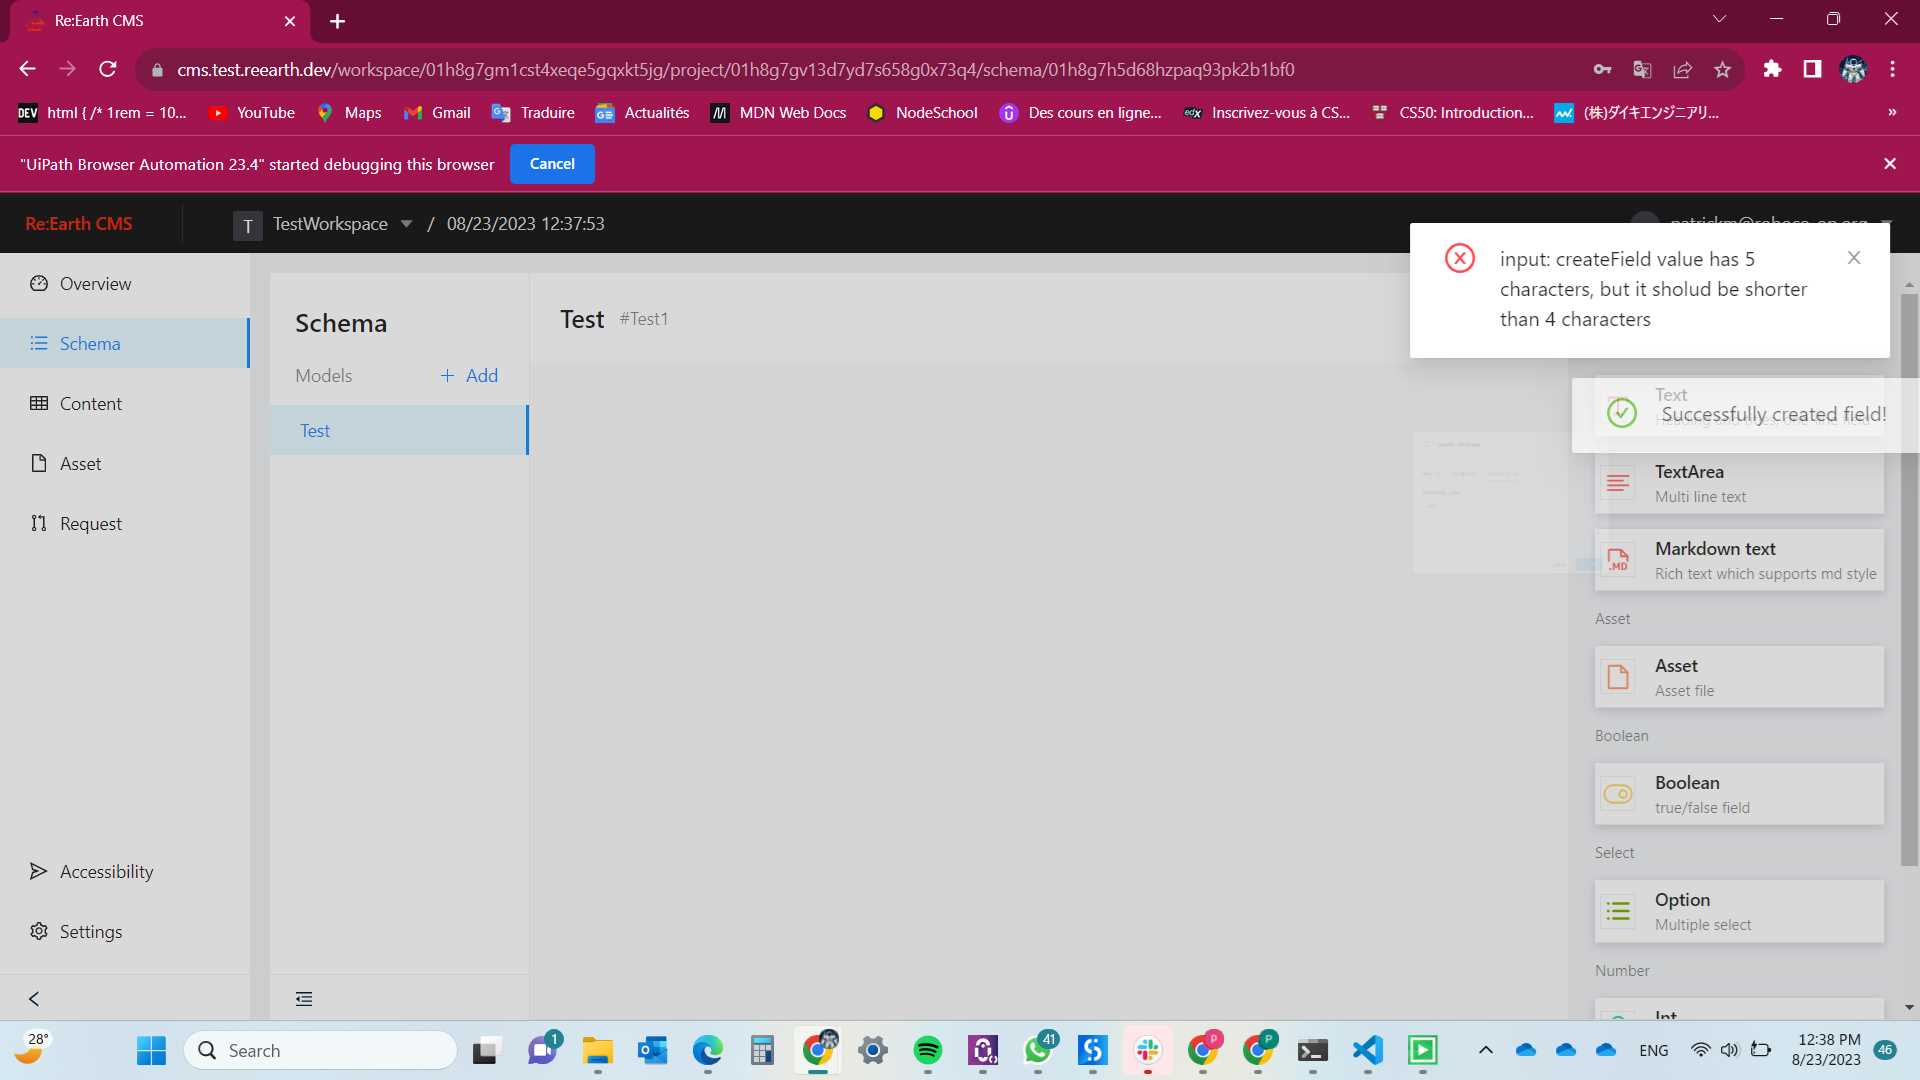 Re:Earth CMS
cms.test.reearth.dev/workspace/01h8g7gm1cst4xeqe5gqxkt5jg/project/01h8g7gv13d7yd7s658g0x73q4/schema/01h8g7h5d68hzpaq93pk2b1bf0
DEV html { /* 1rem = 10... YouTube Maps Gmail Traduire Actualités MDN Web Docs NodeSchool Des cours en ligne... edX Inscrivez-vous à CS... CS50: Introduction... (株)ダイキエンジニアリ... »
"UiPath Browser Automation 23.4" started debugging this browser Cancel
Re:Earth CMS T TestWorkspace / 08/23/2023 12:37:53
input: createField value has 5
characters, but it sholud be shorter
than 4 characters
Successfully created field!
Overview
Schema
Content
Asset
Request
Accessibility
Settings
Schema
Models + Add
Test
Test #Test1
Text
TextArea
Multi line text
.MD
Markdown text
Rich text which supports md style
Asset
Asset
Asset file
Boolean
Boolean
true/false field
Select
Option
Multiple select
Number
Int
28° Search 1 41 P P ENG 12:38 PM
8/23/2023 46